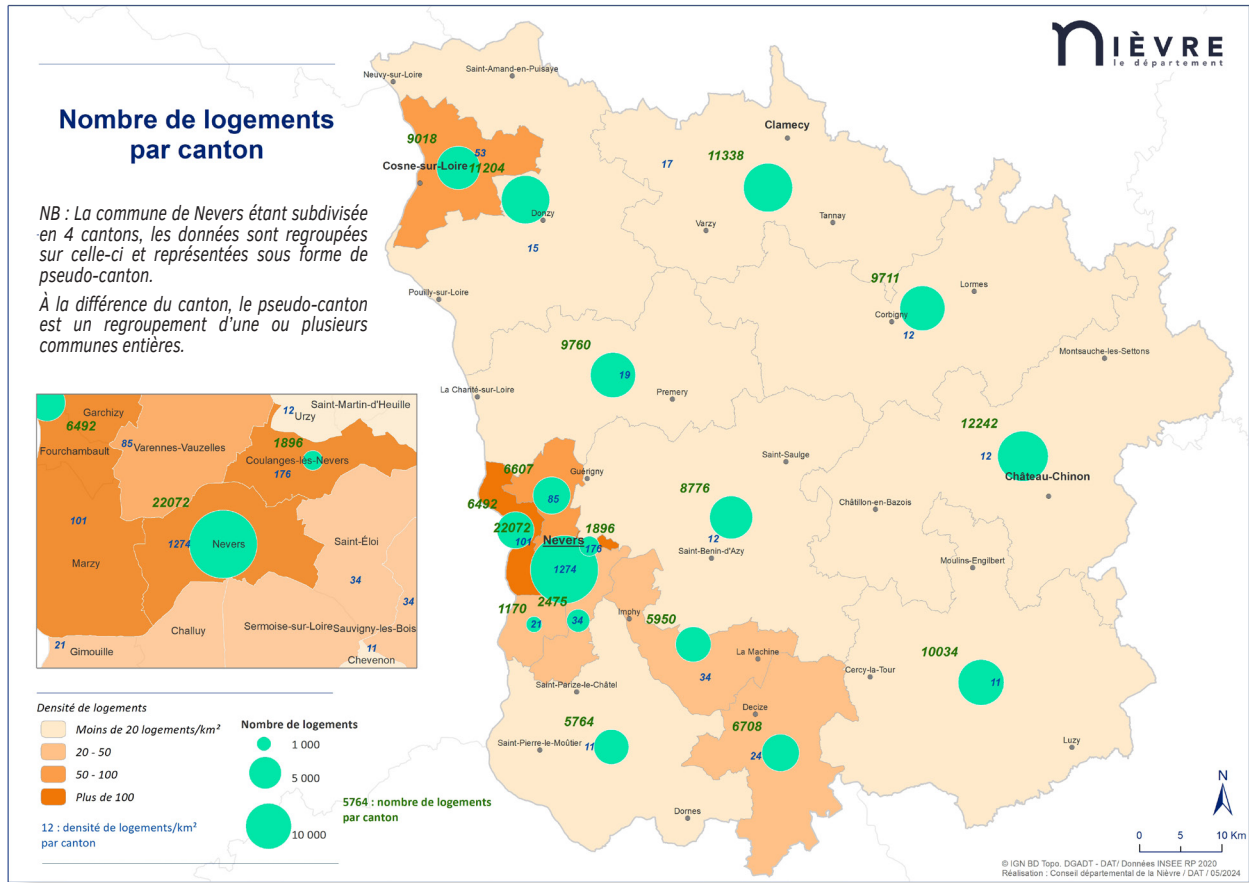 nIÈVRE
le département
Nombre de logements
par canton
NB : La commune de Nevers étant subdivisée
en 4 cantons, les données sont regroupées
sur celle-ci et représentées sous forme de
pseudo-canton.
À la différence du canton, le pseudo-canton
est un regroupement d'une ou plusieurs
communes entières.
Neuvy-sur-Loire
Saint-Amand-en-Puisaye
9018
53
Cosne-sur-Loire
11204
Donzy
15
Pouilly-sur-Loire
17
11338
Clamecy
Varzy
Tannay
9711
Lormes
Corbigny
12
Montsauche-les-Settons
9760
19
La Charité-sur-Loire
Premery
12242
12
Château-Chinon
6607
Guérigny
85
6492
22072
101
1896
Nevers
176
1274
Saint-Saulge
8776
12
Saint-Benin-d'Azy
Châtillon-en-Bazois
Moulins-Engilbert
1170
21
2475
34
Imphy
5950
34
La Machine
Saint-Parize-le-Châtel
5764
11
Saint-Pierre-le-Moûtier
Decize
6708
24
Dornes
Cercy-la-Tour
10034
11
Luzy
Garchizy
6492
Fourchambault
85
Varennes-Vauzelles
12
Saint-Martin-d'Heuille
Urzy
1896
Coulanges-lès-Nevers
176
22072
1274
Nevers
101
Marzy
Saint-Éloi
34
34
Challuy
Sermoise-sur-Loire
Sauvigny-les-Bois
21
Gimouille
11
Chevenon
Densité de logements
Moins de 20 logements/km²
20 - 50
50 - 100
Plus de 100
12 : densité de logements/km²
par canton
Nombre de logements
1 000
5 000
10 000
5764 : nombre de logements
par canton
N
0 5 10 Km
© IGN BD Topo. DGADT - DAT/ Données INSEE RP 2020
Réalisation : Conseil départemental de la Nièvre / DAT / 05/2024